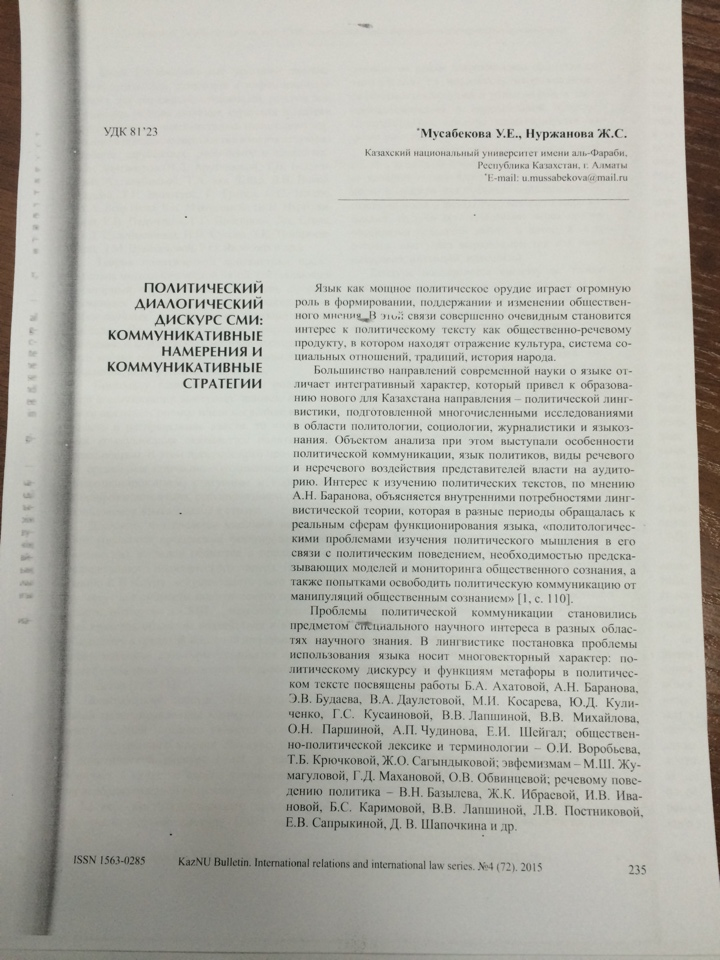 УДК 81’23
*Мусабекова У.Е., Нуржанова Ж.С.
Казахский национальный университет имени аль-Фараби,
Республика Казахстан, г. Алматы
*E-mail: u.mussabekova@mail.ru
ПОЛИТИЧЕСКИЙ
ДИАЛОГИЧЕСКИЙ
ДИСКУРС СМИ:
КОММУНИКАТИВНЫЕ
НАМЕРЕНИЯ И
КОММУНИКАТИВНЫЕ
СТРАТЕГИИ
Язык как мощное политическое орудие играет огромную
роль в формировании, поддержании и изменении обществен-
ного мнения. В этой связи совершенно очевидным становится
интерес к политическому тексту как общественно-речевому
продукту, в котором находят отражение культура, система со-
циальных отношений, традиций, история народа.
Большинство направлений современной науки о языке от-
личает интегративный характер, который привел к образова-
нию нового для Казахстана направления – политической линг-
вистики, подготовленной многочисленными исследованиями
в области политологии, социологии, журналистики и языкоз-
нания. Объектом анализа при этом выступали особенности
политической коммуникации, язык политиков, виды речевого
и неречевого воздействия представителей власти на аудито-
рию. Интерес к изучению политических текстов, по мнению
А.Н. Баранова, объясняется внутренними потребностями линг-
вистической теории, которая в разные периоды обращалась к
реальным сферам функционирования языка, «политологичес-
кими проблемами изучения политического мышления в его
связи с политическим поведением, необходимостью предска-
зывающих моделей и мониторинга общественного сознания, а
также попытками освободить политическую коммуникацию от
манипуляций общественным сознанием» [1, с. 110].
Проблемы политической коммуникации становились
предметом специального научного интереса в разных облас-
тях научного знания. В лингвистике постановка проблемы
использования языка носит многовекторный характер: по-
литическому дискурсу и функциям метафоры в политичес-
ком тексте посвящены работы Б.А. Ахатовой, А.Н. Баранова,
Э.В. Будаева, В.А. Даулетовой, М.И. Косарева, Ю.Д. Кули-
ченко, Г.С. Кусаиновой, В.В. Лапшиной, В.В. Михайлова,
О.Н. Паршиной, А.П. Чудинова, Е.И. Шейгал; обществен-
но-политической лексике и терминологии – О.И. Воробьева,
Т.Б. Крючковой, Ж.О. Сагындыковой; эвфемизмам – М.Ш. Жу-
магуловой, Г.Д. Махановой, О.В. Обвинцевой; речевому пове-
дению политика – В.Н. Базылева, Ж.К. Ибраевой, И.В. Ива-
новой, Б.С. Каримовой, В.В. Лапшиной, Л.В. Постниковой,
Е.В. Сапрыкиной, Д. В. Шапочкина и др.
ISSN 1563-0285 KazNU Bulletin. International relations and international law series. №4 (72). 2015 235